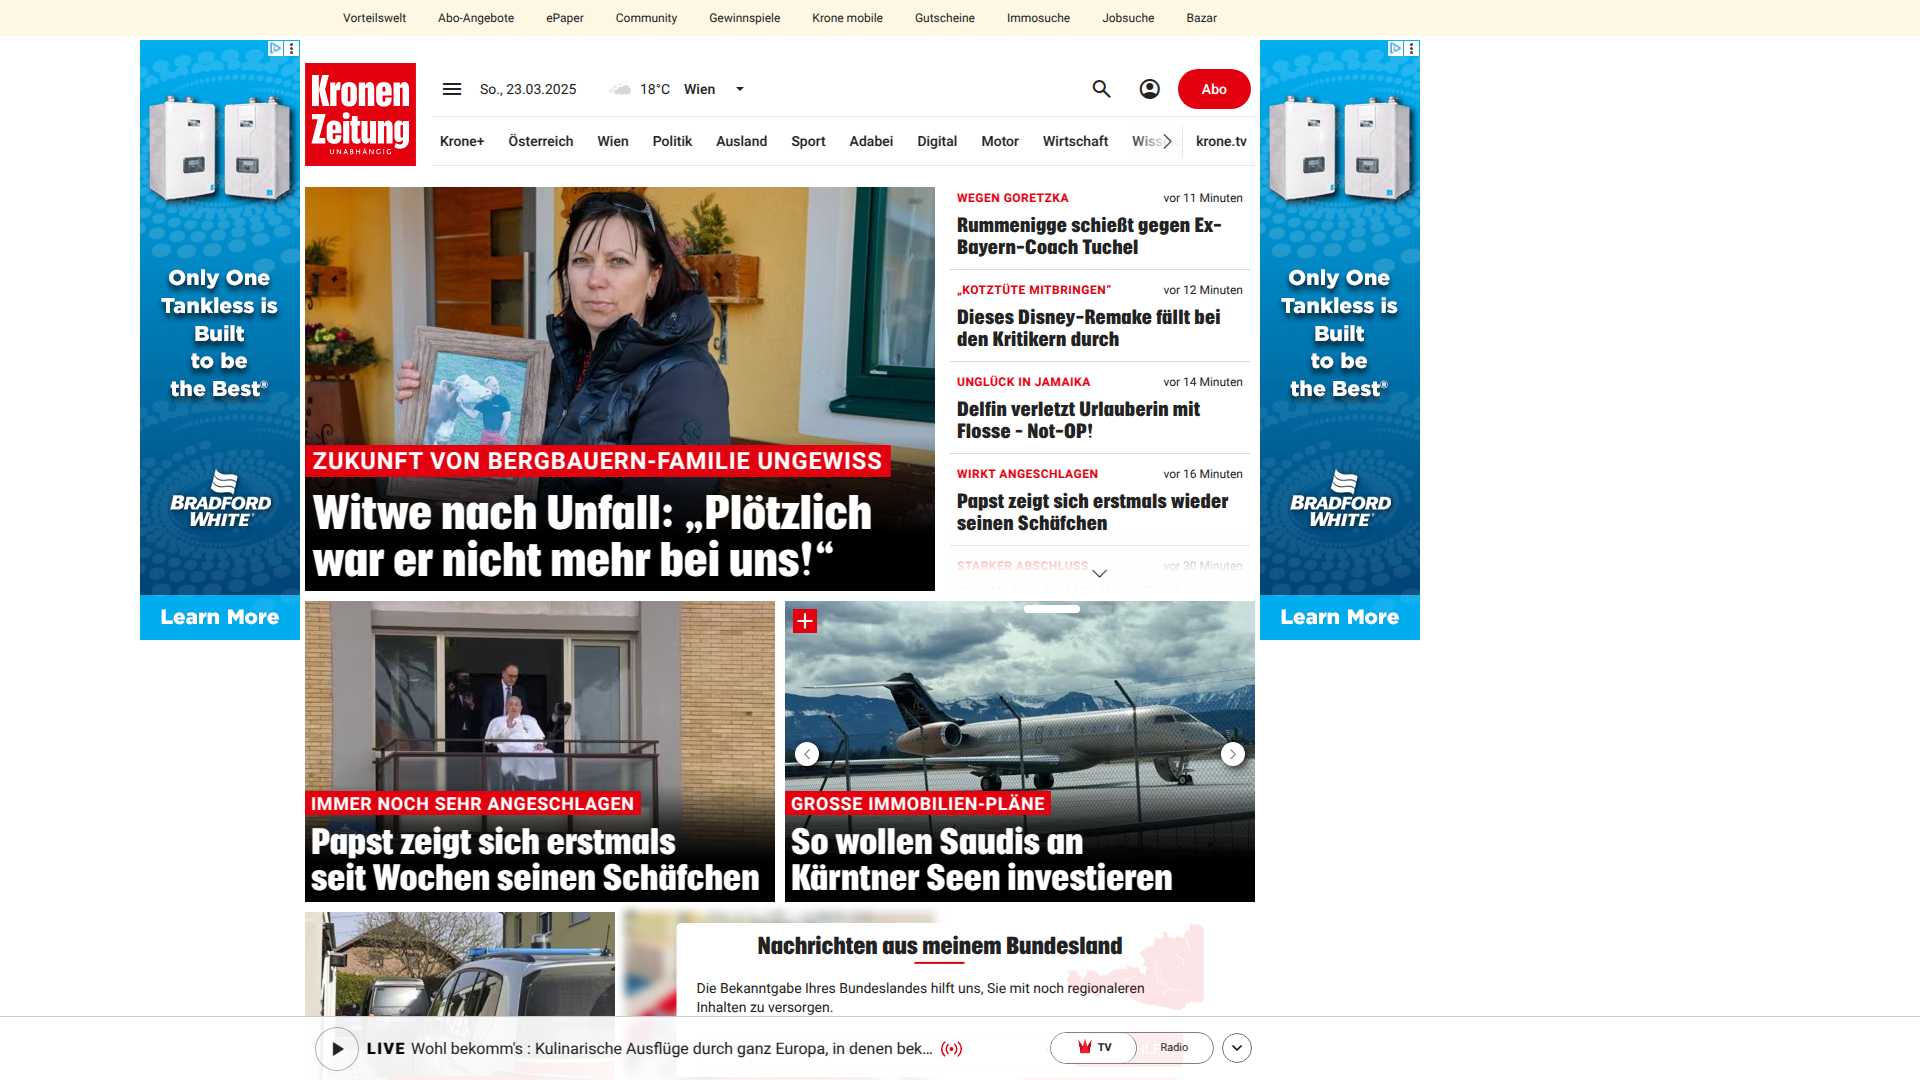 Vorteilswelt Abo-Angebote ePaper Community Gewinnspiele Krone mobile Gutscheine Immosuche Jobsuche Bazar
Kronen
Zeitung
UNABHÄNGIG
So., 23.03.2025 18°C Wien
Abo
Krone+ Österreich Wien Politik Ausland Sport Adabei Digital Motor Wirtschaft Wiss krone.tv
Only One
Tankless is
Built
to be
the Best®
BRADFORD
WHITE
Learn More
ZUKUNFT VON BERGBAUERN-FAMILIE UNGEWISS
Witwe nach Unfall: „Plötzlich
war er nicht mehr bei uns!“
WEGEN GORETZKA vor 11 Minuten
Rummenigge schießt gegen Ex-
Bayern-Coach Tuchel
„KOTZTÜTE MITBRINGEN“ vor 12 Minuten
Dieses Disney-Remake fällt bei
den Kritikern durch
UNGLÜCK IN JAMAIKA vor 14 Minuten
Delfin verletzt Urlauberin mit
Flosse - Not-OP!
WIRKT ANGESCHLAGEN vor 16 Minuten
Papst zeigt sich erstmals wieder
seinen Schäfchen
STARKER ABSCHLUSS vor 30 Minuten
Only One
Tankless is
Built
to be
the Best®
BRADFORD
WHITE
Learn More
IMMER NOCH SEHR ANGESCHLAGEN
Papst zeigt sich erstmals
seit Wochen seinen Schäfchen
GROSSE IMMOBILIEN-PLÄNE
So wollen Saudis an
Kärntner Seen investieren
Nachrichten aus meinem Bundesland
Die Bekanntgabe Ihres Bundeslandes hilft uns, Sie mit noch regionaleren
Inhalten zu versorgen.
LIVE Wohl bekomm's : Kulinarische Ausflüge durch ganz Europa, in denen bek...
TV Radio